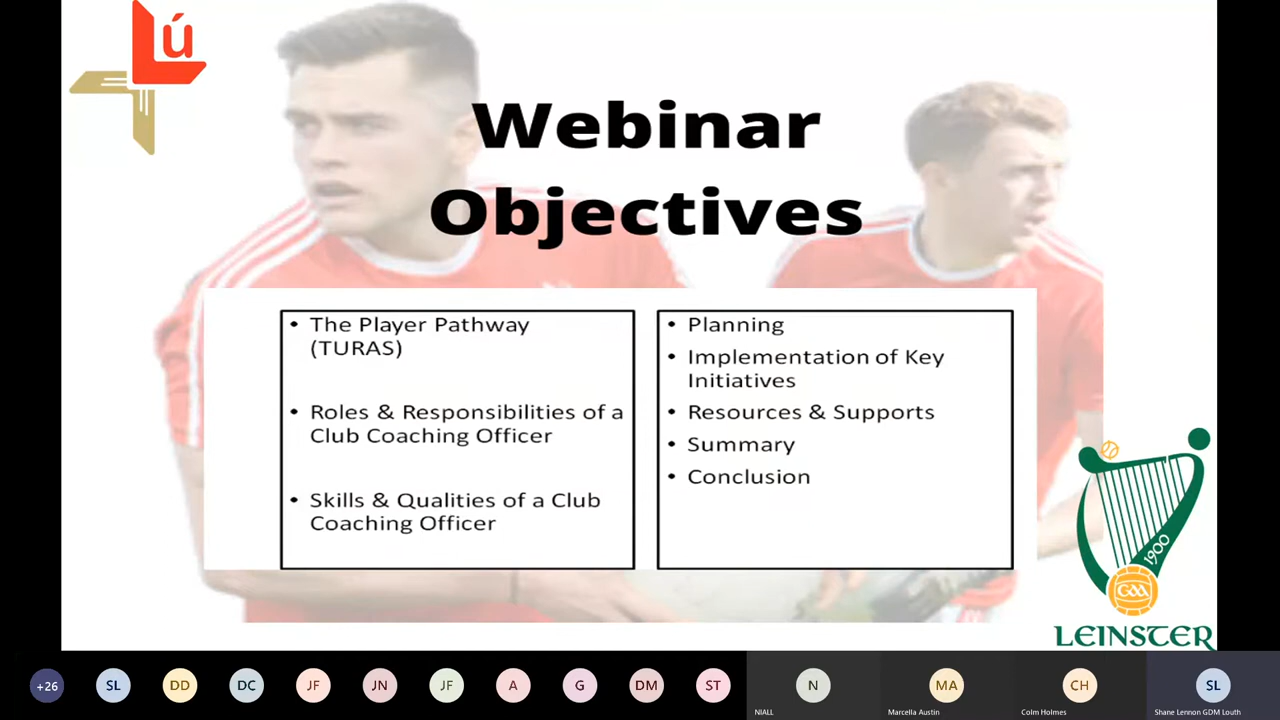 Lú
Webinar
Objectives
• The Player Pathway
(TURAS)
• Roles & Responsibilities of a
Club Coaching Officer
• Skills & Qualities of a Club
Coaching Officer
• Planning
• Implementation of Key
Initiatives
• Resources & Supports
• Summary
• Conclusion
1900
GAA
LEINSTER
+26
SL
DD
DC
JF
JN
JF
A
G
DM
ST
N
MA
CH
SL
NIALL
Marcella Austin
Colm Holmes
Shane Lennon GDM Louth